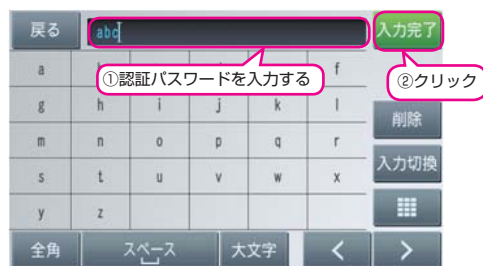 戻る abc 入力完了
①認証パスワードを入力する
②クリック
a f
g h i j k l
削除
m n o p q r
入力切換
s t u v w x
y z
全角 スペース 大文字 < >